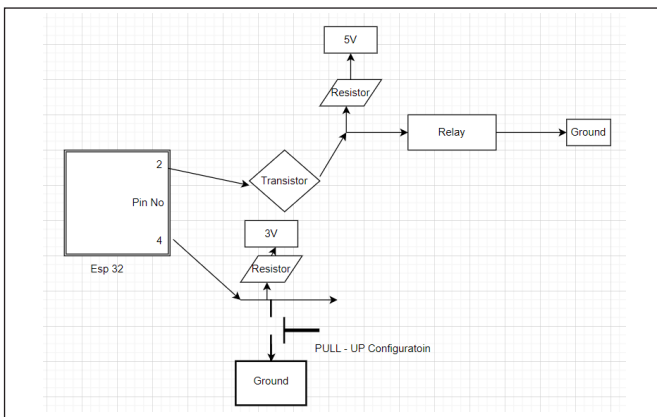 5V
Resistor
Relay
Ground
2
Transistor
Pin No
3V
4
Esp 32
Resistor
PULL - UP Configuratoin
Ground